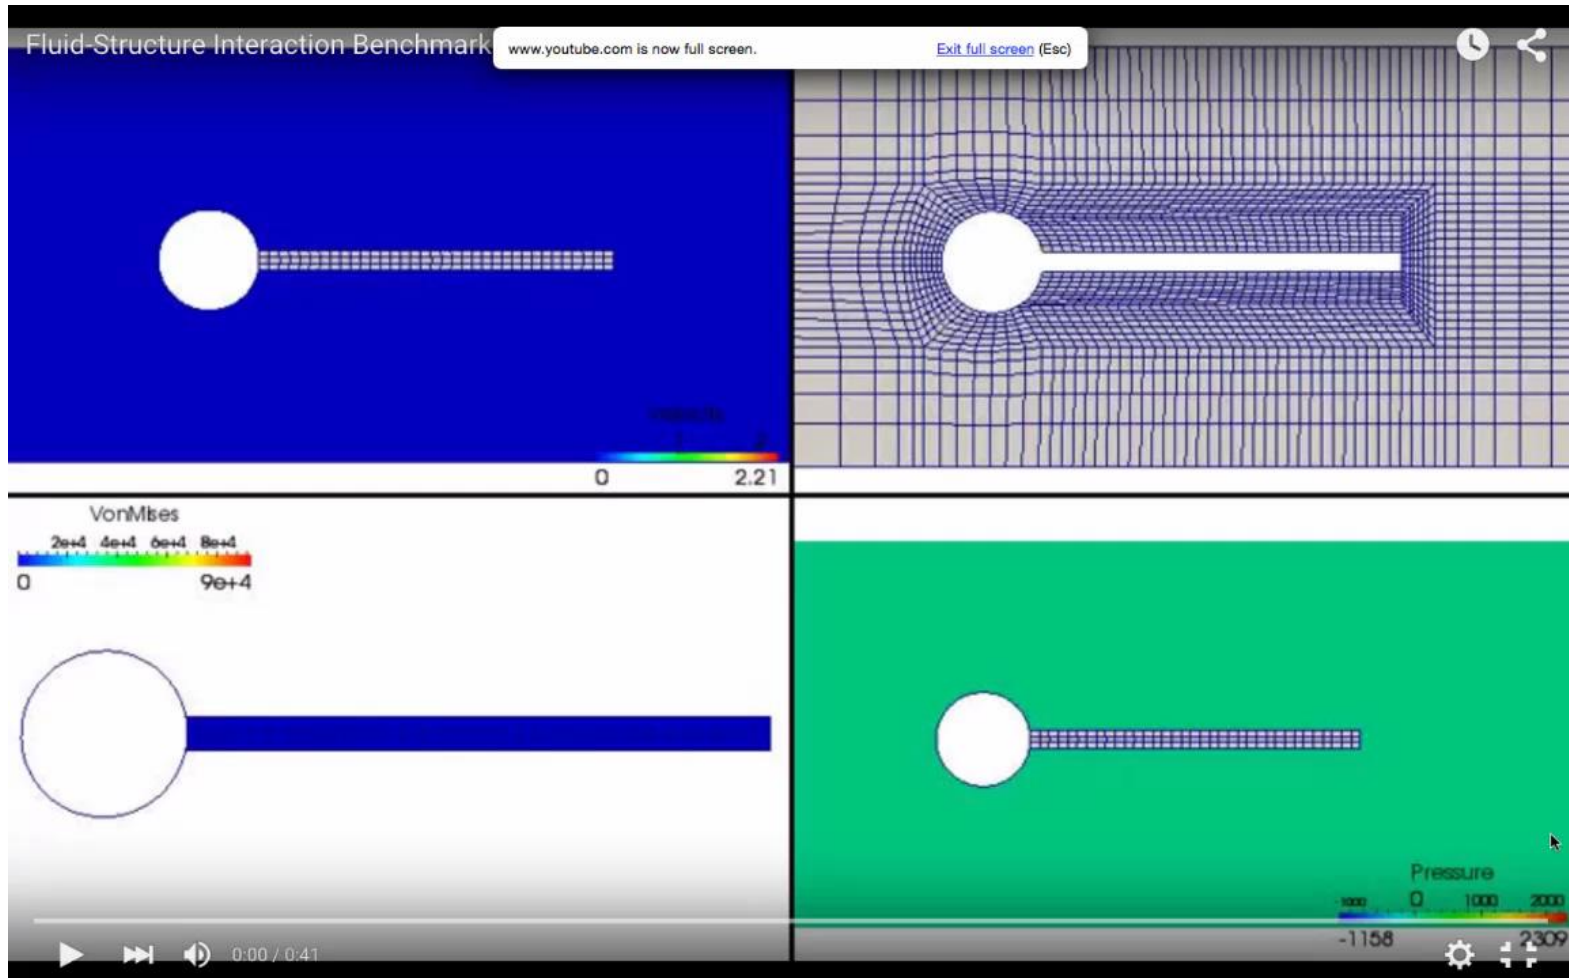 Fluid-Structure Interaction Benchmark
www.youtube.com is now full screen. Exit full screen (Esc)
0 2.21
VonMises
2e+4 4e+4 6e+4 8e+4
0 9e+4
Pressure
-1000 0 1000 2000
-1158 2309
0:00 / 0:41